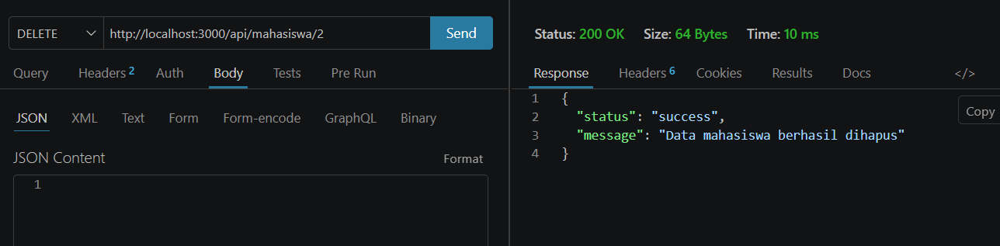 DELETE http://localhost:3000/api/mahasiswa/2 Send
Query Headers 2 Auth Body Tests Pre Run
JSON XML Text Form Form-encode GraphQL Binary
JSON Content Format
1
Status: 200 OK Size: 64 Bytes Time: 10 ms
Response Headers 6 Cookies Results Docs </>
1 {
2 "status": "success",
3 "message": "Data mahasiswa berhasil dihapus"
4 }
Copy